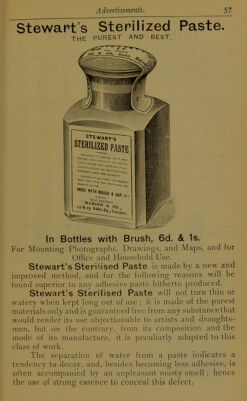 Advertisements. 57
Stewart's Sterilized Paste.
THE PUREST AND BEST.
STEWART'S
STERILIZED PASTE
MARION & CO.,
22 & 23 Soho Sq., London.
In Bottles with Brush, 6d. & 1s.
For Mounting Photographs, Drawings, and Maps, and for
Office and Household Use.
Stewart's Sterilised Paste is made by a new and
improved method, and for the following reasons will be
found superior to any adhesive paste hitherto produced.
Stewart's Sterilised Paste will not turn thin or
watery when kept long out of use; it is made of the purest
materials only and is guaranteed free from any substance that
would render its use objectionable to artists and draughts-
men, but on the contrary, from its composition and the
mode of its manufacture, it is peculiarly adapted to this
class of work.
The separation of water from a paste indicates a
tendency to decay, and, besides becoming less adhesive, is
often accompanied by an unpleasant musty smell; hence
the use of strong essence to conceal this defect.